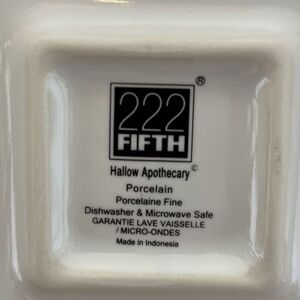 222 ®
FIFTH
Hallow Apothecary ©
Porcelain
Porcelaine Fine
Dishwasher & Microwave Safe
GARANTIE LAVE VAISSELLE
/ MICRO-ONDES
Made in Indonesia